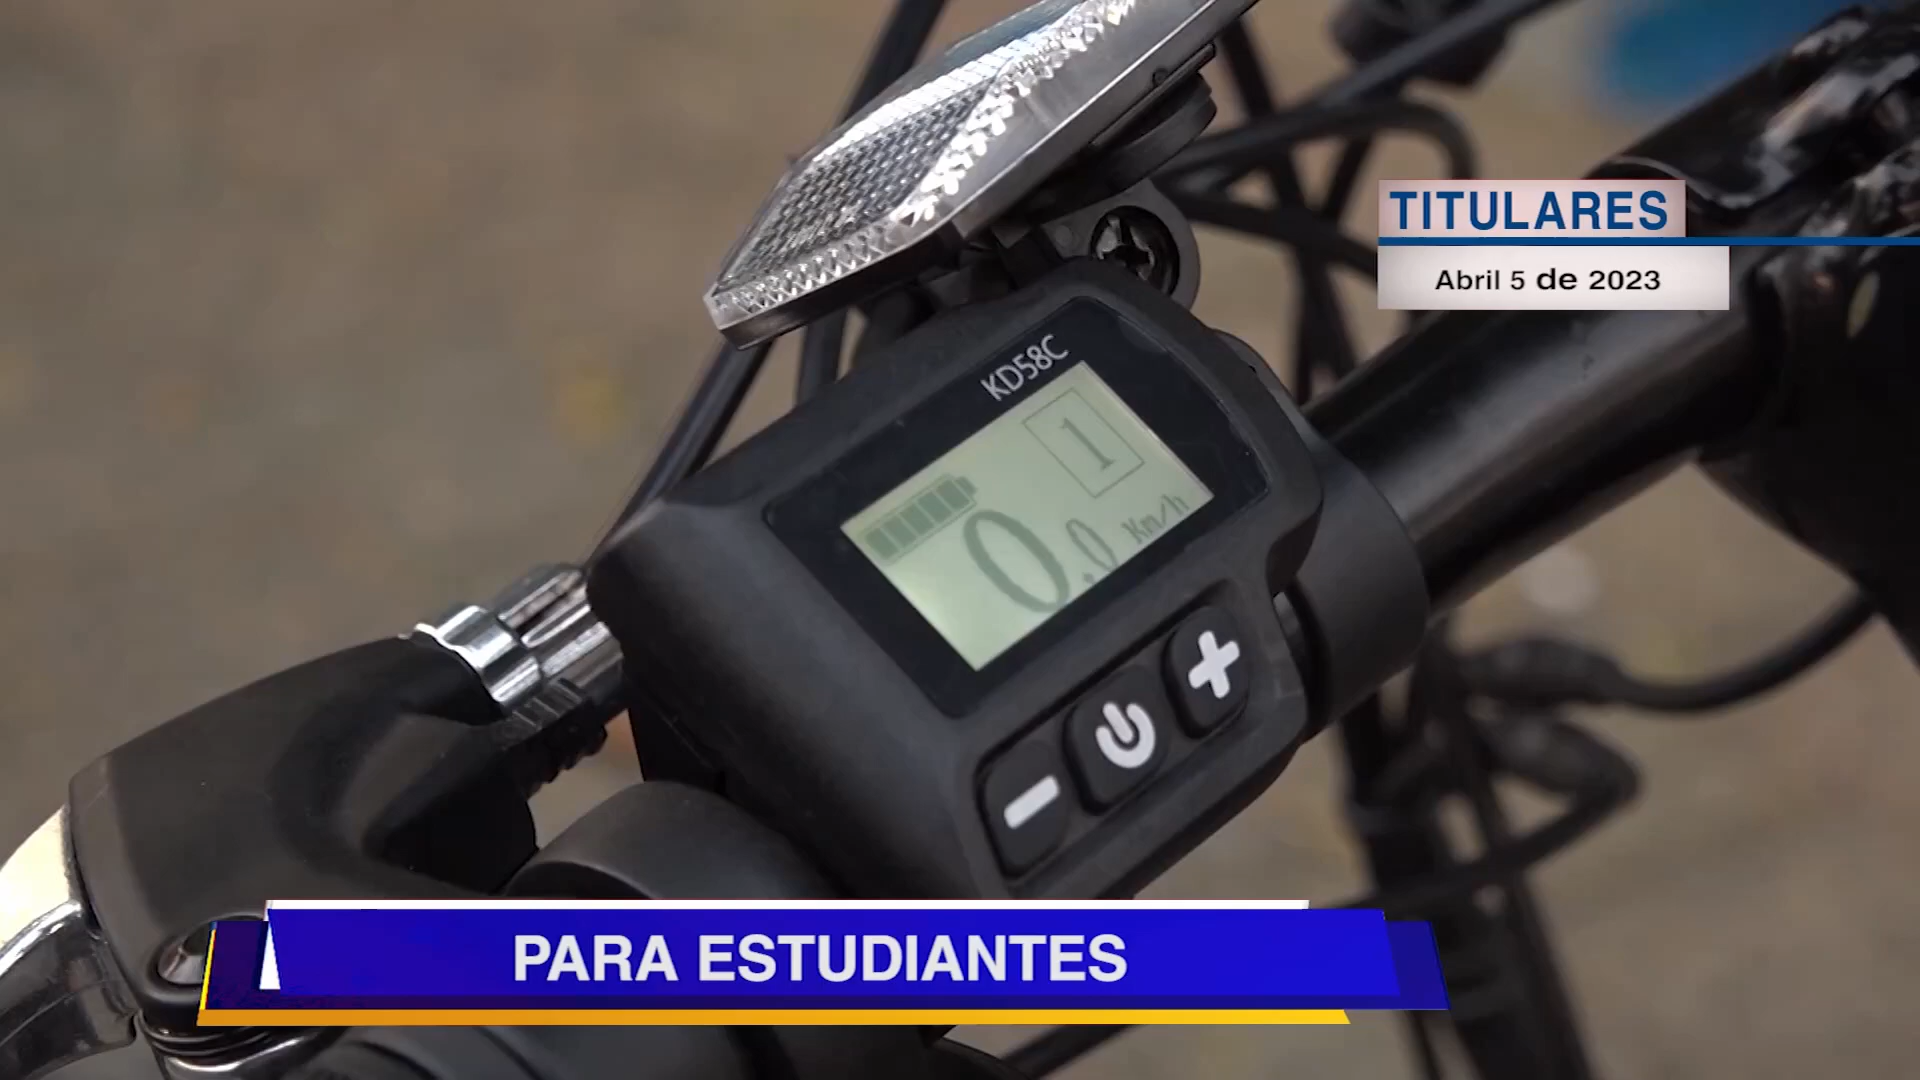 TITULARES
Abril 5 de 2023
KD58C
1
0.0 Km/h
PARA ESTUDIANTES